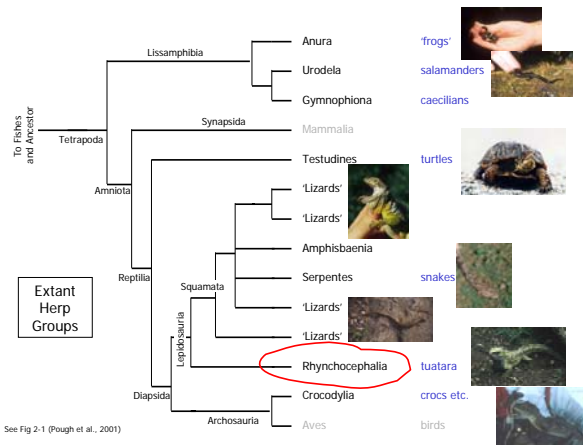 Lissamphibia
Anura 'frogs'
Urodela salamanders
Gymnophiona caecilians
To Fishes
and Ancestor
Tetrapoda
Synapsida
Mammalia
Testudines turtles
Amniota
'Lizards'
'Lizards'
Amphisbaenia
Reptilia
Squamata
Serpentes snakes
Extant
Herp
Groups
'Lizards'
Lepidosauria
'Lizards'
Rhynchocephalia tuatara
Diapsida
Crocodylia crocs etc.
Archosauria
Aves birds
See Fig 2-1 (Pough et al., 2001)